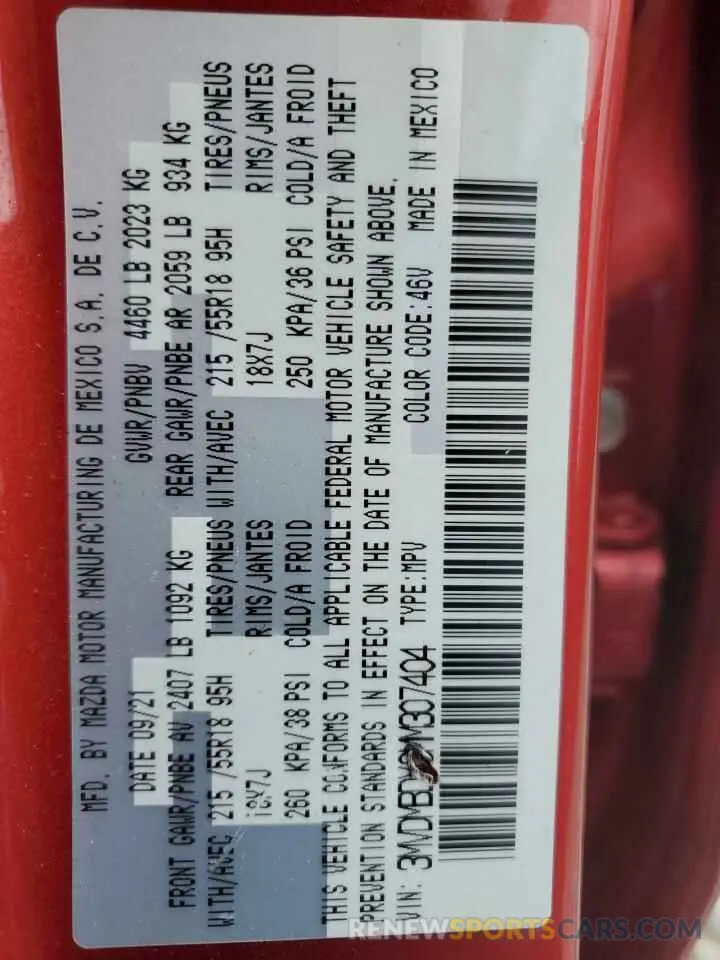 MFD. BY MAZDA MOTOR MANUFACTURING DE MEXICO S.A. DE C.V.
DATE 09/21 GVWR/PNBV 4460 LB 2023 KG
FRONT GAWR/PNBE AV 2407 LB 1092 KG REAR GAWR/PNBE AR 2059 LB 934 KG
WITH/AVEC 215 /55R18 95H TIRES/PNEUS WITH/AVEC 215 /55R18 95H TIRES/PNEUS
RIMS/JANTES 18X7J RIMS/JANTES
260 KPA/38 PSI COLD/A FROID 250 KPA/36 PSI COLD/A FROID
THIS VEHICLE CONFORMS TO ALL APPLICABLE FEDERAL MOTOR VEHICLE SAFETY AND THEFT
PREVENTION STANDARDS IN EFFECT ON THE DATE OF MANUFACTURE SHOWN ABOVE.
VIN: TYPE:MPV COLOR CODE:46V MADE IN MEXICO
RENEWSPORTSCARS.COM